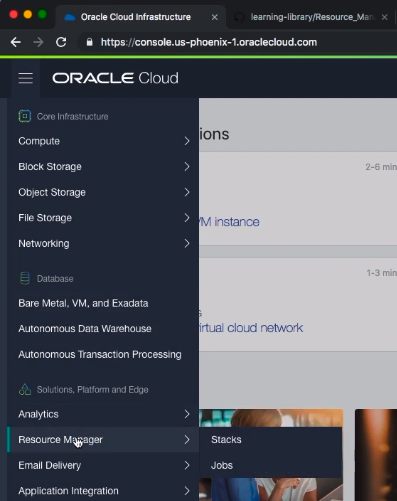 Oracle Cloud Infrastructure
learning-library/Resource_Man
https://console.us-phoenix-1.oraclecloud.com
ORACLE Cloud
Core Infrastructure
Compute
Block Storage
Object Storage
File Storage
Networking
Database
Bare Metal, VM, and Exadata
Autonomous Data Warehouse
Autonomous Transaction Processing
Solutions, Platform and Edge
Analytics
Resource Manager
Email Delivery
Application Integration
Stacks
Jobs
ions
2-6 min
VM instance
1-3 min
s
virtual cloud network